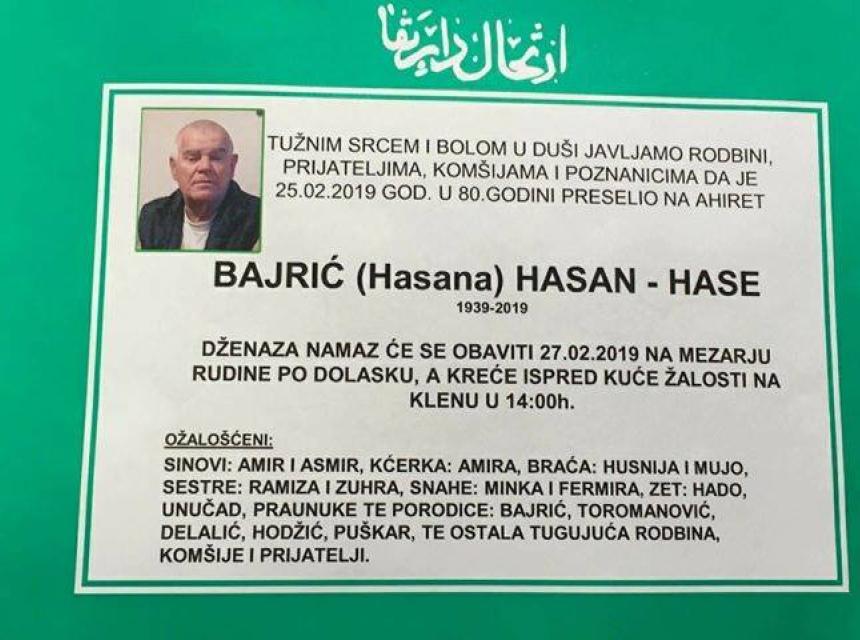 ارتحال دار بقا
TUŽNIM SRCEM I BOLOM U DUŠI JAVLJAMO RODBINI,
PRIJATELJIMA, KOMŠIJAMA I POZNANICIMA DA JE
25.02.2019 GOD. U 80.GODINI PRESELIO NA AHIRET
BAJRIĆ (Hasana) HASAN - HASE
1939-2019
DŽENAZA NAMAZ ĆE SE OBAVITI 27.02.2019 NA MEZARJU
RUDINE PO DOLASKU, A KREĆE ISPRED KUĆE ŽALOSTI NA
KLENU U 14:00h.
OŽALOŠĆENI:
SINOVI: AMIR I ASMIR, KĆERKA: AMIRA, BRAĆA: HUSNIJA I MUJO,
SESTRE: RAMIZA I ZUHRA, SNAHE: MINKA I FERMIRA, ZET: HADO,
UNUČAD, PRAUNUKE TE PORODICE: BAJRIĆ, TOROMANOVIĆ,
DELALIĆ, HODŽIĆ, PUŠKAR, TE OSTALA TUGUJUĆA RODBINA,
KOMŠIJE I PRIJATELJI.